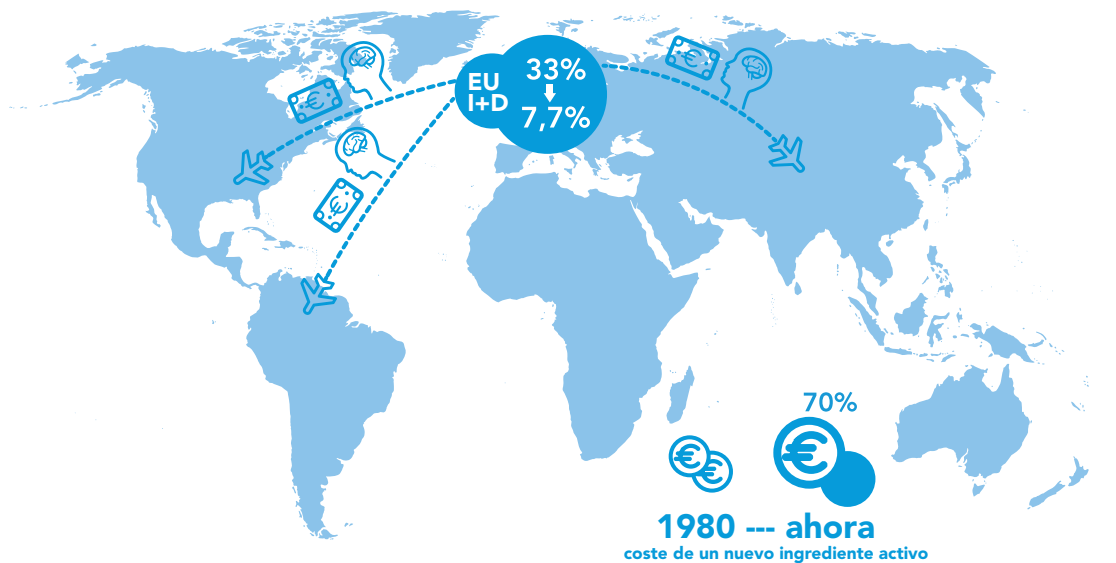 EU
I+D
33%
7,7%
70%
1980 --- ahora
coste de un nuevo ingrediente activo